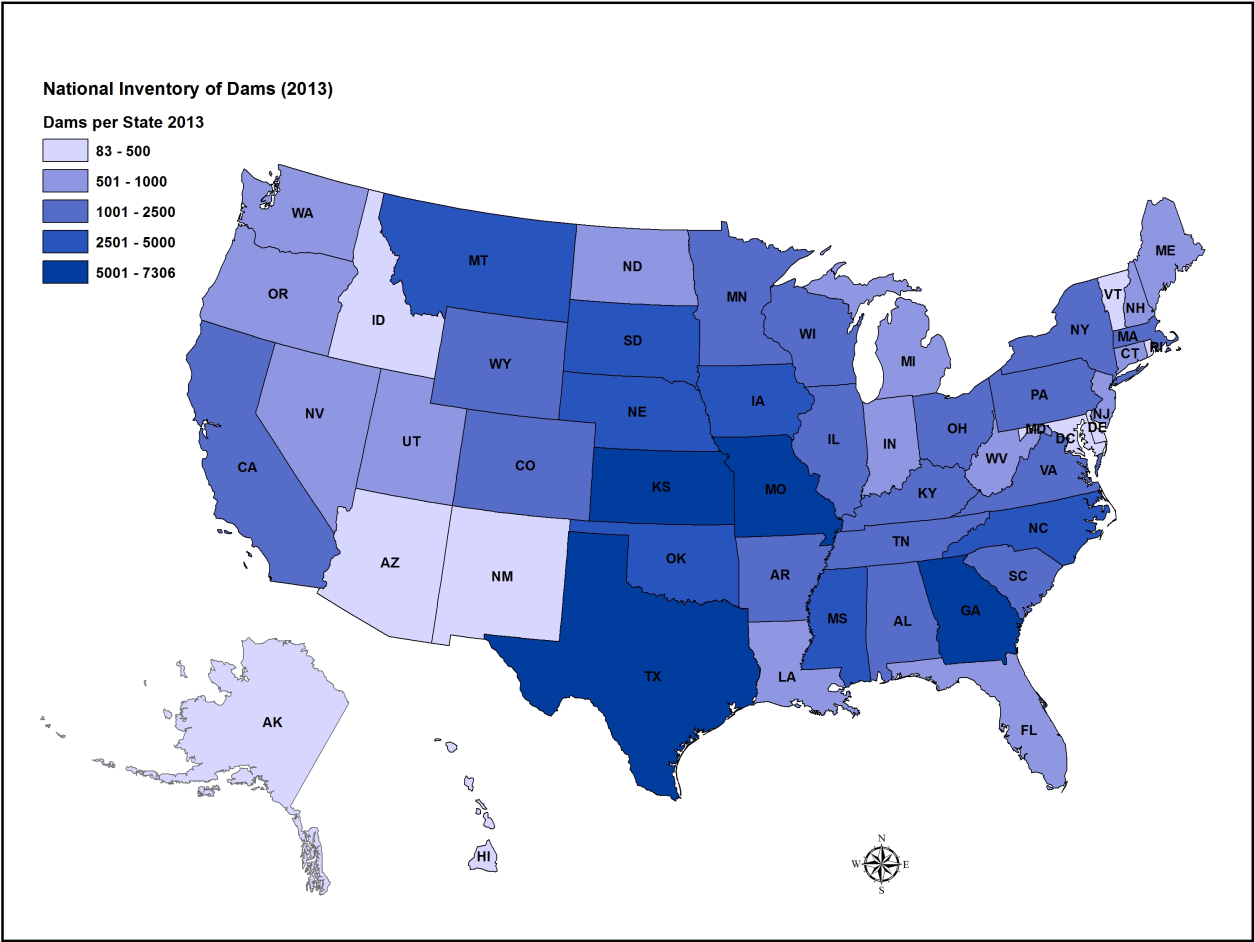 National Inventory of Dams (2013)
Dams per State 2013
83 - 500
501 - 1000
1001 - 2500
2501 - 5000
5001 - 7306
WA
MT
ND
MN
ME
VT
NH
OR
ID
SD
WI
NY
MA
RI
CT
WY
MI
NE
IA
PA
NJ
NV
UT
IL
IN
OH
MD
DE
DC
CA
CO
KS
MO
WV
VA
KY
NC
TN
AZ
NM
OK
AR
SC
MS
AL
GA
TX
LA
AK
FL
HI
N
W
E
S